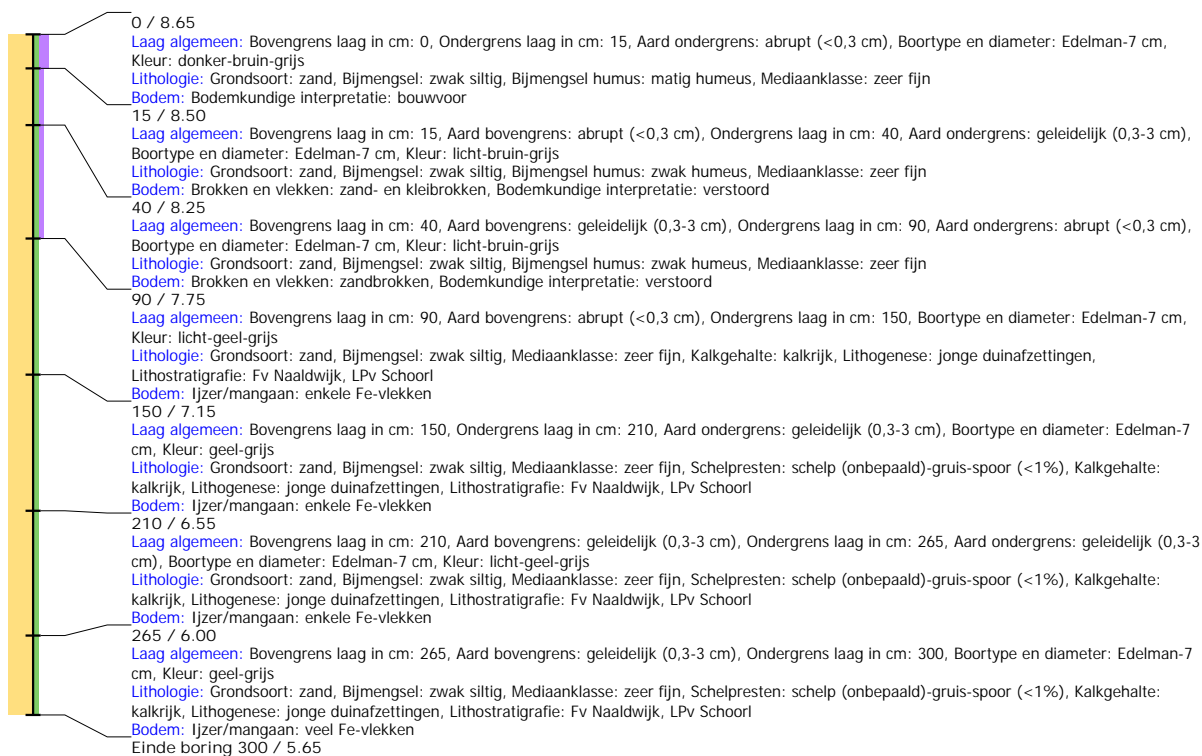 0 / 8.65
Laag algemeen: Bovengrens laag in cm: 0, Ondergrens laag in cm: 15, Aard ondergrens: abrupt (<0,3 cm), Boortype en diameter: Edelman-7 cm,
Kleur: donker-bruin-grijs
Lithologie: Grondsoort: zand, Bijmengsel: zwak siltig, Bijmengsel humus: matig humeus, Mediaanklasse: zeer fijn
Bodem: Bodemkundige interpretatie: bouwvoor
15 / 8.50
Laag algemeen: Bovengrens laag in cm: 15, Aard bovengrens: abrupt (<0,3 cm), Ondergrens laag in cm: 40, Aard ondergrens: geleidelijk (0,3-3 cm),
Boortype en diameter: Edelman-7 cm, Kleur: licht-bruin-grijs
Lithologie: Grondsoort: zand, Bijmengsel: zwak siltig, Bijmengsel humus: zwak humeus, Mediaanklasse: zeer fijn
Bodem: Brokken en vlekken: zand- en kleibrokken, Bodemkundige interpretatie: verstoord
40 / 8.25
Laag algemeen: Bovengrens laag in cm: 40, Aard bovengrens: geleidelijk (0,3-3 cm), Ondergrens laag in cm: 90, Aard ondergrens: abrupt (<0,3 cm),
Boortype en diameter: Edelman-7 cm, Kleur: licht-bruin-grijs
Lithologie: Grondsoort: zand, Bijmengsel: zwak siltig, Bijmengsel humus: zwak humeus, Mediaanklasse: zeer fijn
Bodem: Brokken en vlekken: zandbrokken, Bodemkundige interpretatie: verstoord
90 / 7.75
Laag algemeen: Bovengrens laag in cm: 90, Aard bovengrens: abrupt (<0,3 cm), Ondergrens laag in cm: 150, Boortype en diameter: Edelman-7 cm,
Kleur: licht-geel-grijs
Lithologie: Grondsoort: zand, Bijmengsel: zwak siltig, Mediaanklasse: zeer fijn, Kalkgehalte: kalkrijk, Lithogenese: jonge duinafzettingen,
Lithostratigrafie: Fv Naaldwijk, LPv Schoorl
Bodem: Ijzer/mangaan: enkele Fe-vlekken
150 / 7.15
Laag algemeen: Bovengrens laag in cm: 150, Ondergrens laag in cm: 210, Aard ondergrens: geleidelijk (0,3-3 cm), Boortype en diameter: Edelman-7
cm, Kleur: geel-grijs
Lithologie: Grondsoort: zand, Bijmengsel: zwak siltig, Mediaanklasse: zeer fijn, Schelpresten: schelp (onbepaald)-gruis-spoor (<1%), Kalkgehalte:
kalkrijk, Lithogenese: jonge duinafzettingen, Lithostratigrafie: Fv Naaldwijk, LPv Schoorl
Bodem: Ijzer/mangaan: enkele Fe-vlekken
210 / 6.55
Laag algemeen: Bovengrens laag in cm: 210, Aard bovengrens: geleidelijk (0,3-3 cm), Ondergrens laag in cm: 265, Aard ondergrens: geleidelijk (0,3-3
cm), Boortype en diameter: Edelman-7 cm, Kleur: licht-geel-grijs
Lithologie: Grondsoort: zand, Bijmengsel: zwak siltig, Mediaanklasse: zeer fijn, Schelpresten: schelp (onbepaald)-gruis-spoor (<1%), Kalkgehalte:
kalkrijk, Lithogenese: jonge duinafzettingen, Lithostratigrafie: Fv Naaldwijk, LPv Schoorl
Bodem: Ijzer/mangaan: enkele Fe-vlekken
265 / 6.00
Laag algemeen: Bovengrens laag in cm: 265, Aard bovengrens: geleidelijk (0,3-3 cm), Ondergrens laag in cm: 300, Boortype en diameter: Edelman-7
cm, Kleur: geel-grijs
Lithologie: Grondsoort: zand, Bijmengsel: zwak siltig, Mediaanklasse: zeer fijn, Schelpresten: schelp (onbepaald)-gruis-spoor (<1%), Kalkgehalte:
kalkrijk, Lithogenese: jonge duinafzettingen, Lithostratigrafie: Fv Naaldwijk, LPv Schoorl
Bodem: Ijzer/mangaan: veel Fe-vlekken
Einde boring 300 / 5.65